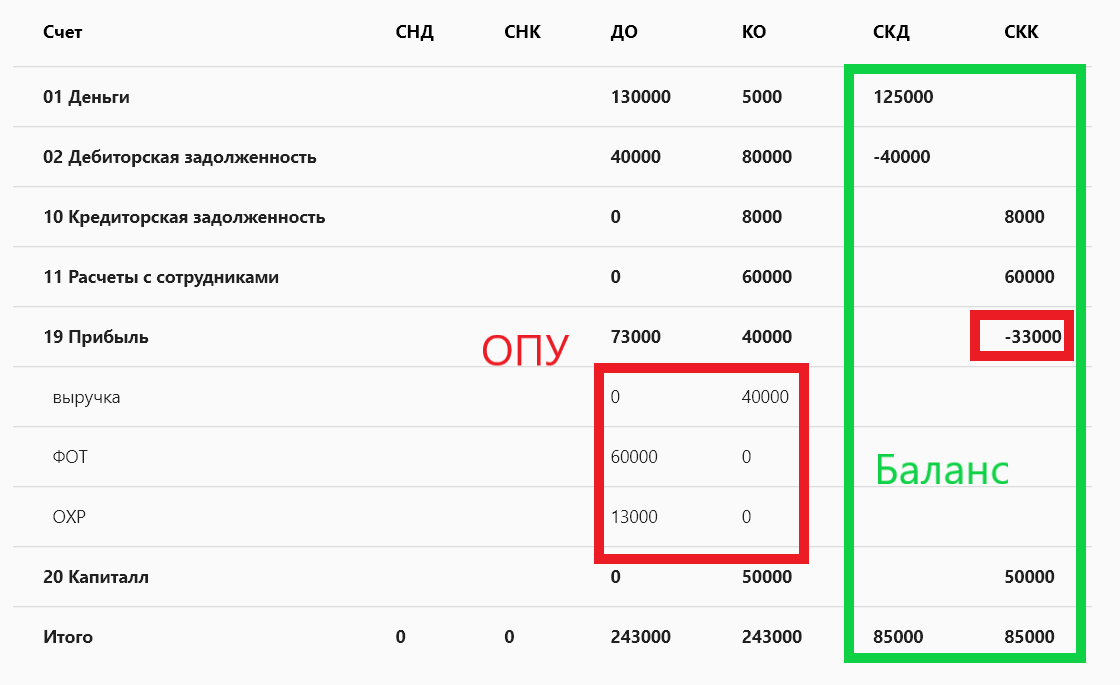 Счет СНД СНК ДО КО СКД СКК
01 Деньги 130000 5000 125000
02 Дебиторская задолженность 40000 80000 -40000
10 Кредиторская задолженность 0 8000 8000
11 Расчеты с сотрудниками 0 60000 60000
19 Прибыль 73000 40000 -33000
ОПУ
выручка 0 40000
ФОТ 60000 0
Баланс
ОХР 13000 0
20 Капиталл 0 50000 50000
Итого 0 0 243000 243000 85000 85000